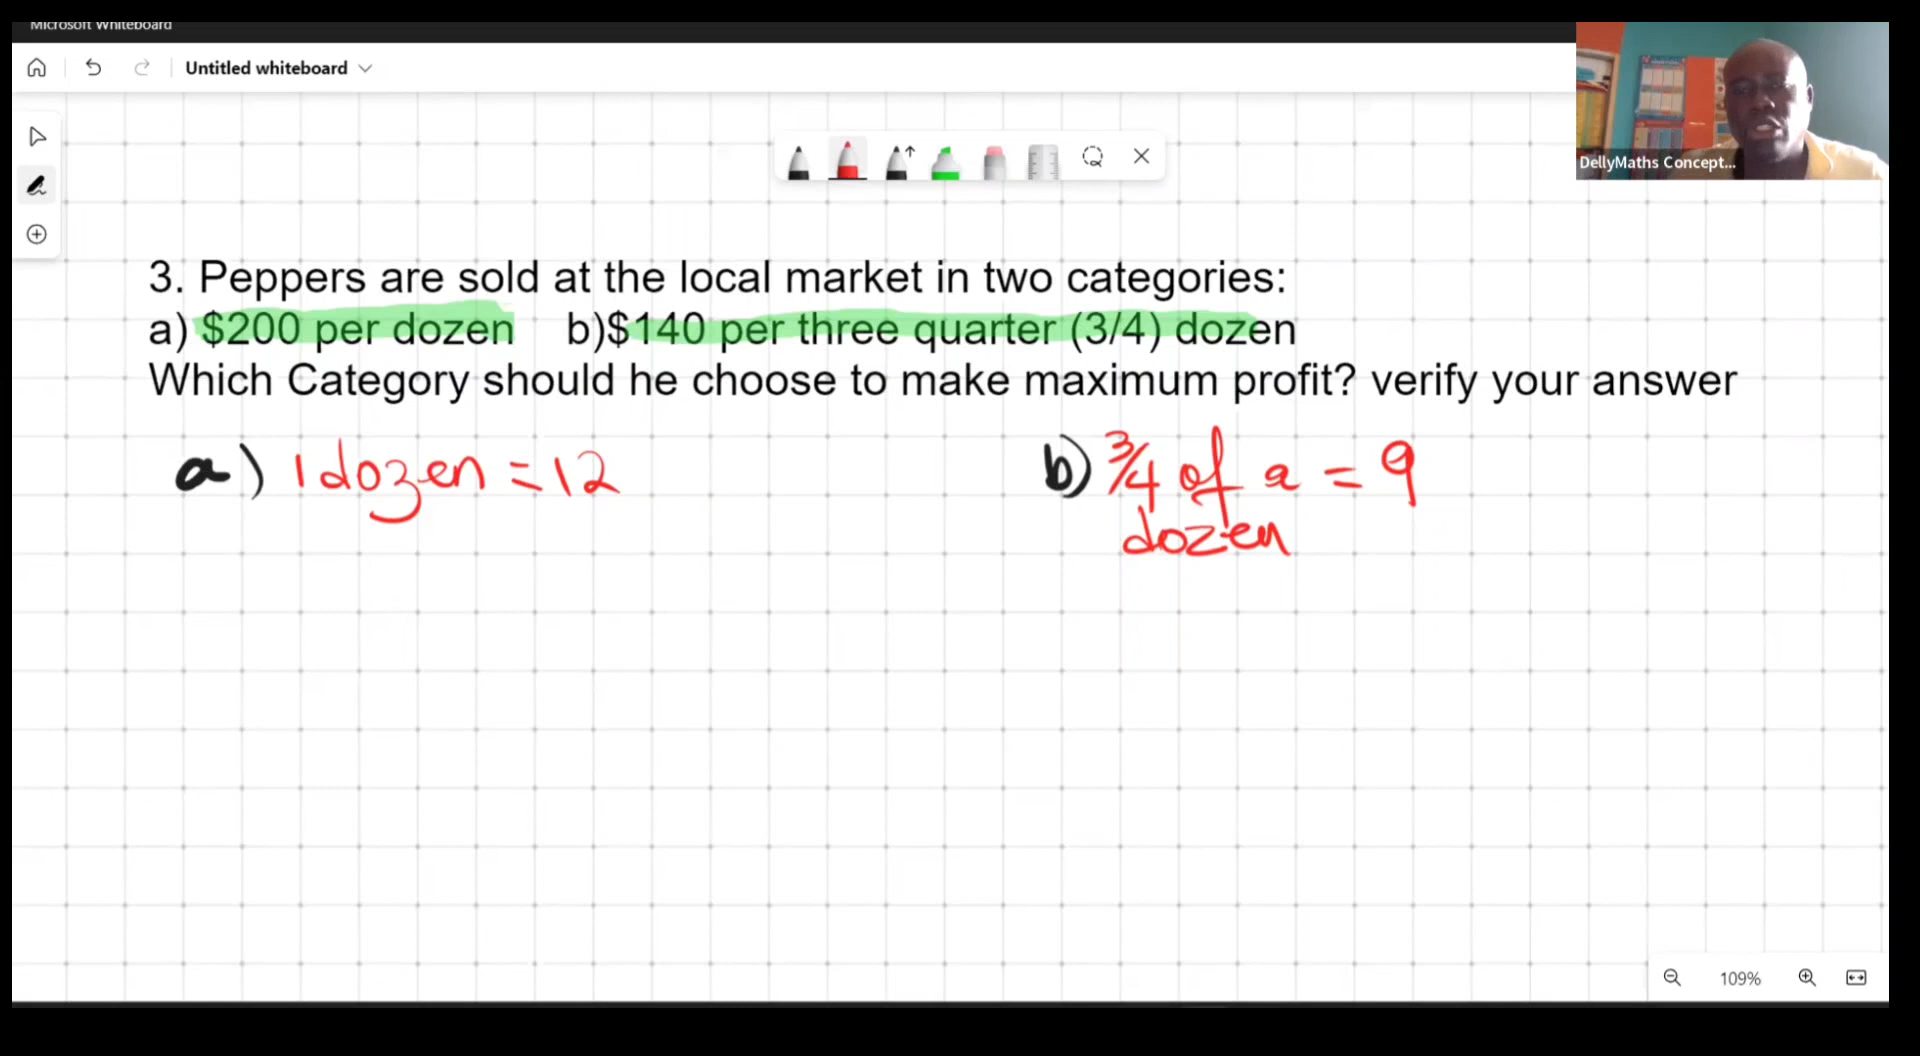 Microsoft Whiteboard
Untitled whiteboard
DellyMaths Concept...
3. Peppers are sold at the local market in two categories:
a) $200 per dozen b)$140 per three quarter (3/4) dozen
Which Category should he choose to make maximum profit? verify your answer
a) 1 dozen = 12
b) 3/4 of a = 9
dozen
109%